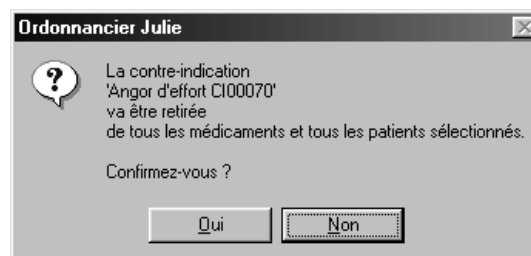 Ordonnancier Julie
La contre-indication
'Angor d'effort CI00070'
va être retirée
de tous les médicaments et tous les patients sélectionnés.
Confirmez-vous ?
Oui
Non